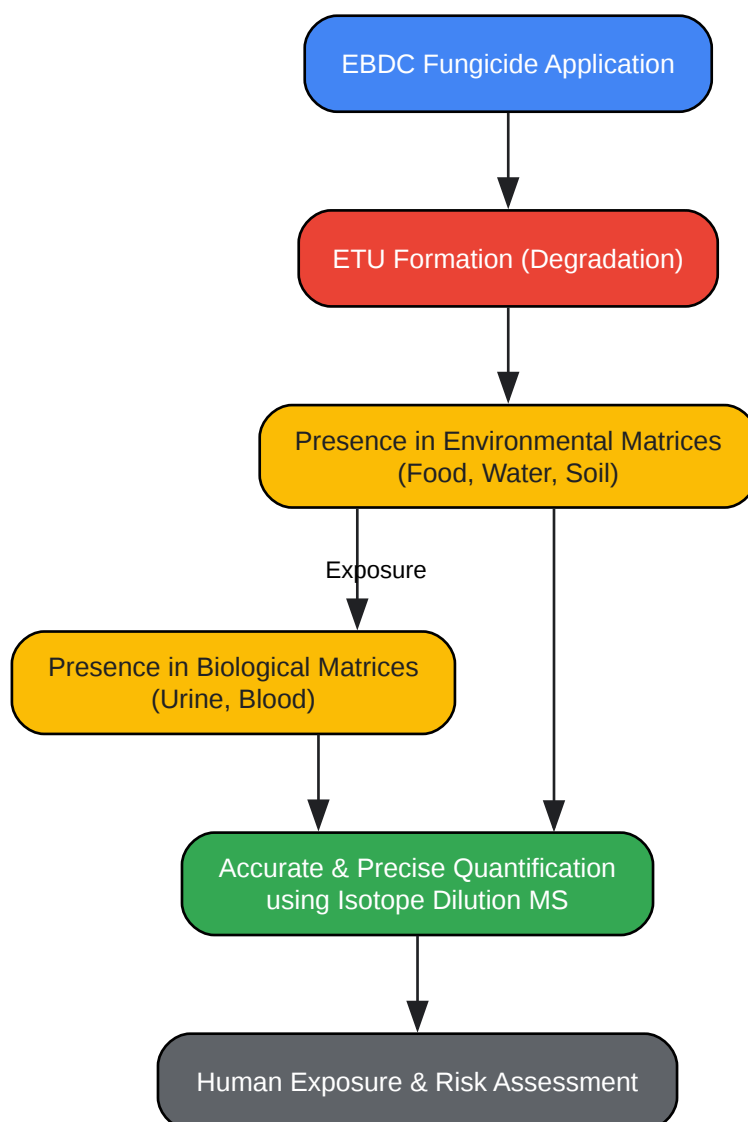 EBDC Fungicide Application
ETU Formation (Degradation)
Presence in Environmental Matrices
(Food, Water, Soil)
Exposure
Presence in Biological Matrices
(Urine, Blood)
Accurate & Precise Quantification
using Isotope Dilution MS
Human Exposure & Risk Assessment